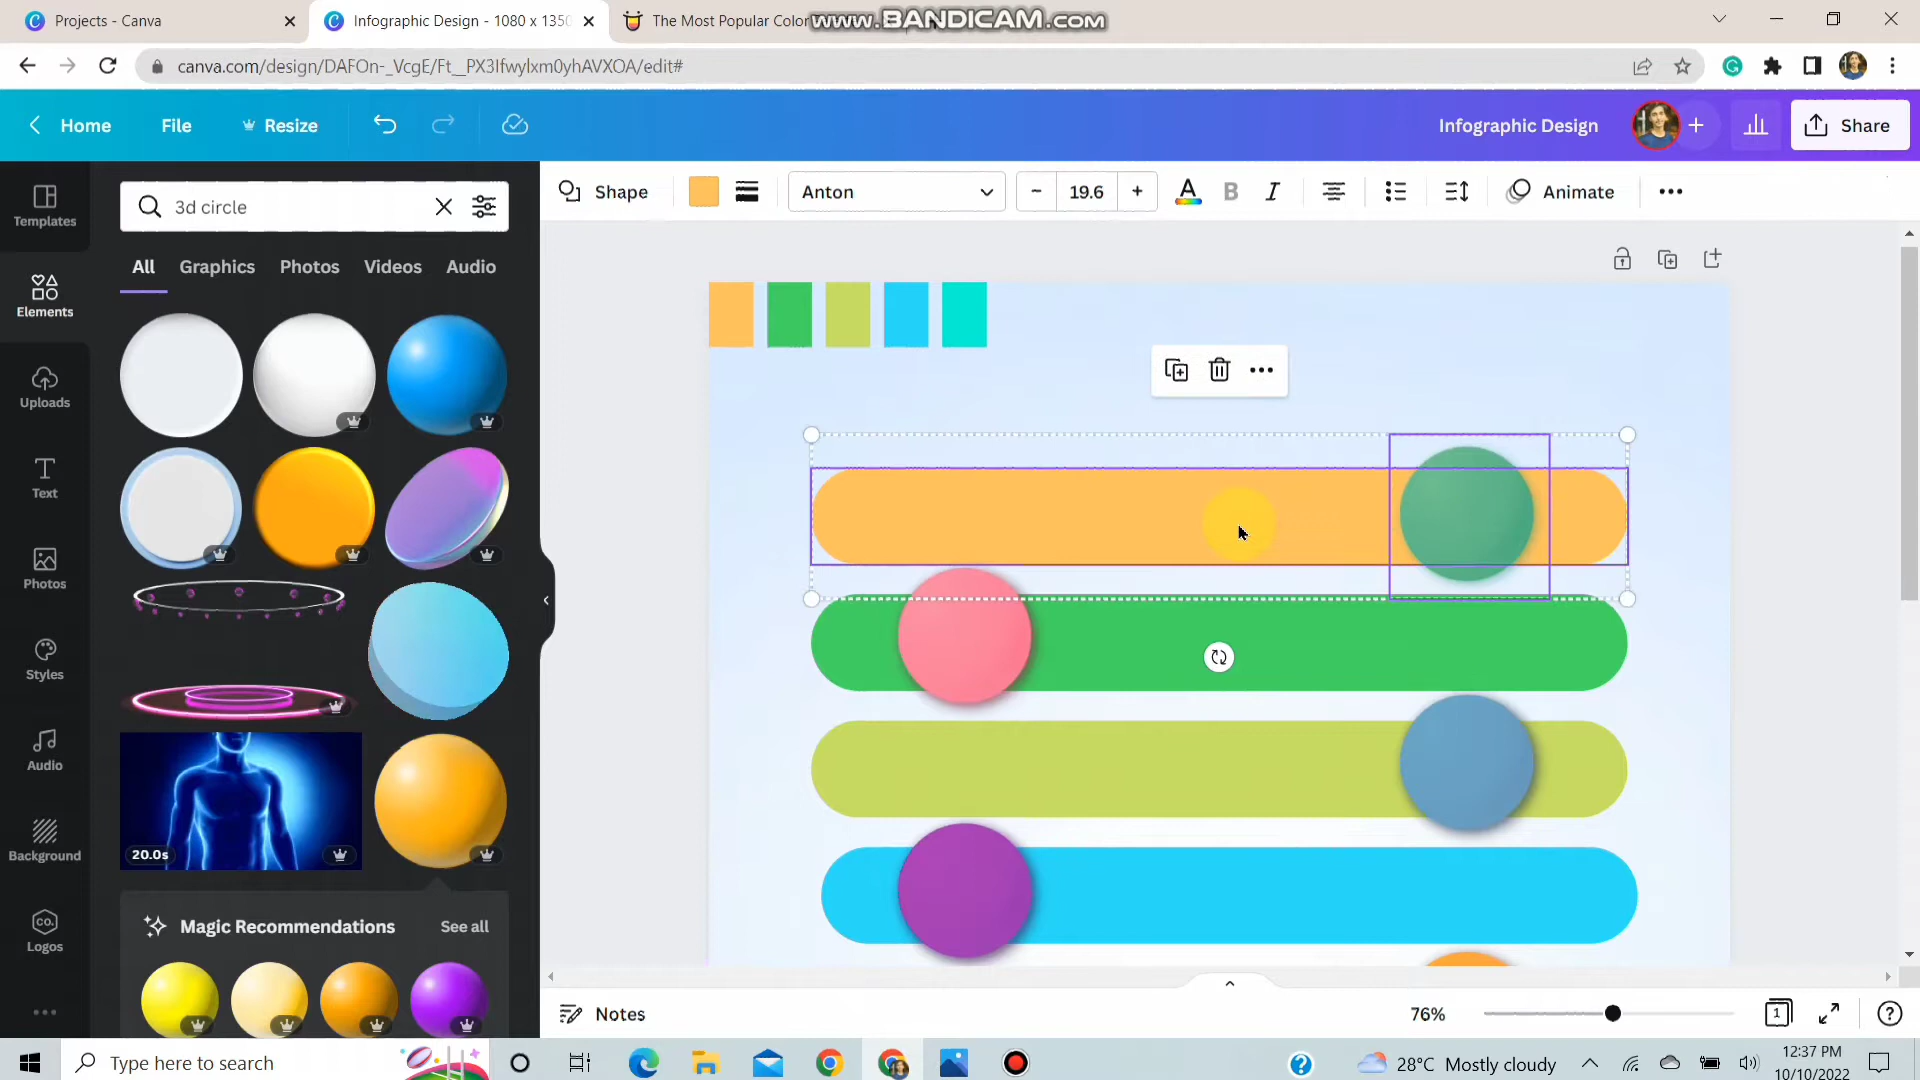 Projects - Canva
Infographic Design - 1080 x 1350
The Most Popular Color
www.BANDICAM.com
canva.com/design/DAFOn-_VcgE/Ft__PX3Ifwylxm0yhAVXOA/edit#
Home
File
Resize
Infographic Design
Share
Templates
Elements
Uploads
Text
Photos
Styles
Audio
Background
CO.
Logos
3d circle
All
Graphics
Photos
Videos
Audio
20.0s
Magic Recommendations
See all
Shape
Anton
19.6
A
B
I
Animate
Notes
76%
1
Type here to search
28°C Mostly cloudy
12:37 PM
10/10/2022